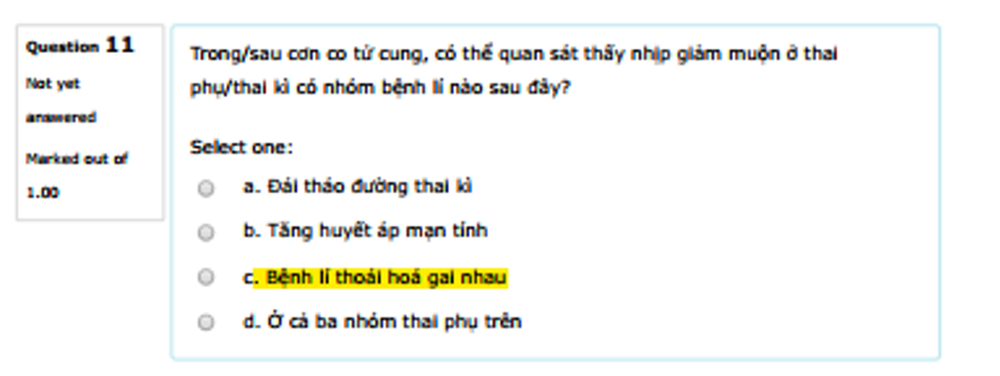 Question 11
Not yet
answered
Marked out of
1.00
Trong/sau cơn co tử cung, có thể quan sát thấy nhịp giảm muộn ở thai
phụ/thai kì có nhóm bệnh lí nào sau đây?
Select one:
a. Đái tháo đường thai kì
b. Tăng huyết áp mạn tính
c. Bệnh lí thoái hoá gai nhau
d. Ở cả ba nhóm thai phụ trên